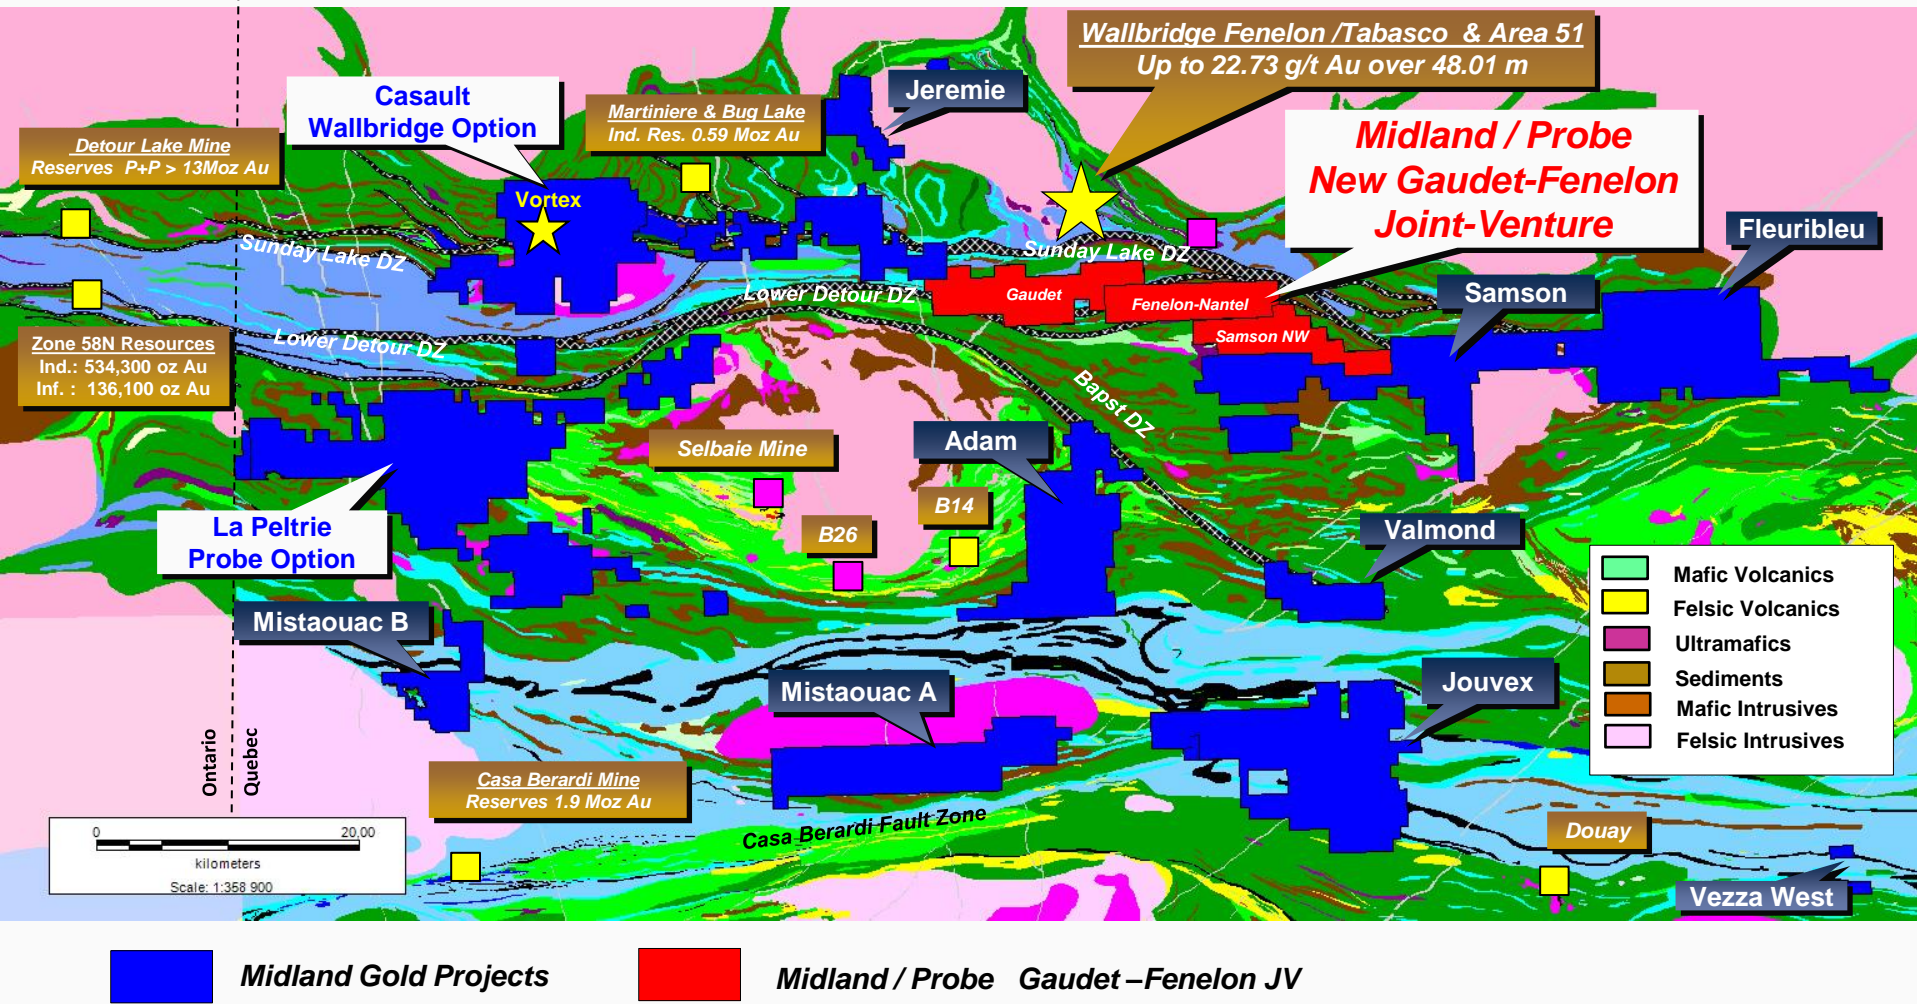 Wallbridge Fenelon /Tabasco & Area 51
Up to 22.73 g/t Au over 48.01 m
Jeremie
Casault
Wallbridge Option
Martiniere & Bug Lake
Ind. Res. 0.59 Moz Au
Midland / Probe
New Gaudet-Fenelon
Joint-Venture
Detour Lake Mine
Reserves P+P > 13Moz Au
Vortex
Fleuribleu
Sunday Lake DZ
Sunday Lake DZ
Gaudet
Lower Detour DZ
Fenelon-Nantel
Samson
Samson NW
Zone 58N Resources
Ind.: 534,300 oz Au
Inf. : 136,100 oz Au
Lower Detour DZ
Bapst DZ
Selbaie Mine
Adam
B14
B26
La Peltrie
Probe Option
Valmond
Mafic Volcanics
Felsic Volcanics
Ultramafics
Sediments
Mafic Intrusives
Felsic Intrusives
Mistaouac B
Mistaouac A
Jouvex
Ontario
Quebec
Casa Berardi Mine
Reserves 1.9 Moz Au
Casa Berardi Fault Zone
Douay
Vezza West
0 20,00
kilometers
Scale: 1:358 900
Midland Gold Projects
Midland / Probe Gaudet–Fenelon JV